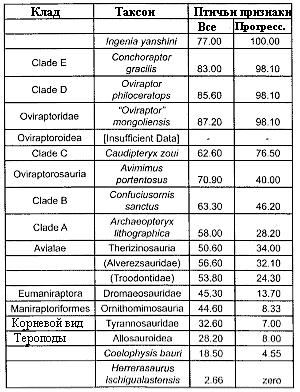 Клад Таксон Птичьи признаки
Все Прогресс.
Ingenia yanshini 77.00 100.00
Clade E Conchoraptor gracilis 83.00 98.10
Clade D Oviraptor philoceratops 85.60 98.10
Oviraptoridae "Oviraptor" mongoliensis 87.20 98.10
Oviraptoroidea [Insufficient Data] - -
Clade C Caudipteryx zoui 62.60 76.50
Oviraptorosauria Avimimus portentosus 70.90 40.00
Clade B Confuciusornis sanctus 63.30 46.20
Clade A Archaeopteryx lithographica 58.00 28.20
Avialae Therizinosauria 50.60 34.00
(Alverezsauridae) 56.60 32.10
(Troodontidae) 53.80 24.30
Eumaniraptora Dromaeosauridae 45.30 13.70
Maniraptoriformes Ornithomimosauria 44.60 8.33
Корневой вид Tyrannosauridae 32.60 7.00
Тероподы Allosauroidea 28.20 8.00
Coelophysis bauri 18.50 4.55
Herrerasaurus ischigualastensis 2.66 zero